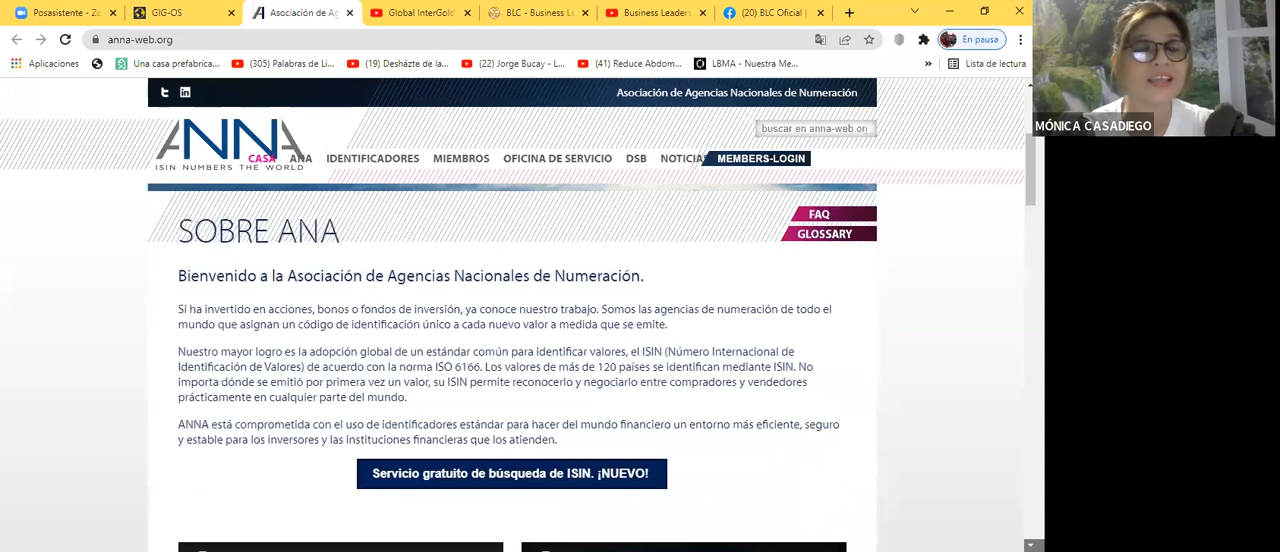 Posasistente - Zo
GIG-OS
Asociación de Ag
Global InterGold
BLC - Business Le
Business Leaders
(20) BLC Oficial |
anna-web.org
En pausa
Aplicaciones
Una casa prefabrica...
(305) Palabras de Li...
(19) Desházte de la...
(22) Jorge Bucay - L...
(41) Reduce Abdom...
LBMA - Nuestra Me...
»
Lista de lectura
MÓNICA CASADIEGO
Asociación de Agencias Nacionales de Numeración
ANNA
ISIN NUMBERS THE WORLD
buscar en anna-web.or
CASA ANA IDENTIFICADORES MIEMBROS OFICINA DE SERVICIO DSB NOTICIAS MEMBERS-LOGIN
SOBRE ANA
FAQ
GLOSSARY
Bienvenido a la Asociación de Agencias Nacionales de Numeración.
Si ha invertido en acciones, bonos o fondos de inversión, ya conoce nuestro trabajo. Somos las agencias de numeración de todo el
mundo que asignan un código de identificación único a cada nuevo valor a medida que se emite.
Nuestro mayor logro es la adopción global de un estándar común para identificar valores, el ISIN (Número Internacional de
Identificación de Valores) de acuerdo con la norma ISO 6166. Los valores de más de 120 países se identifican mediante ISIN. No
importa dónde se emitió por primera vez un valor, su ISIN permite reconocerlo y negociarlo entre compradores y vendedores
prácticamente en cualquier parte del mundo.
ANNA está comprometida con el uso de identificadores estándar para hacer del mundo financiero un entorno más eficiente, seguro
y estable para los inversores y las instituciones financieras que los atienden.
Servicio gratuito de búsqueda de ISIN. ¡NUEVO!